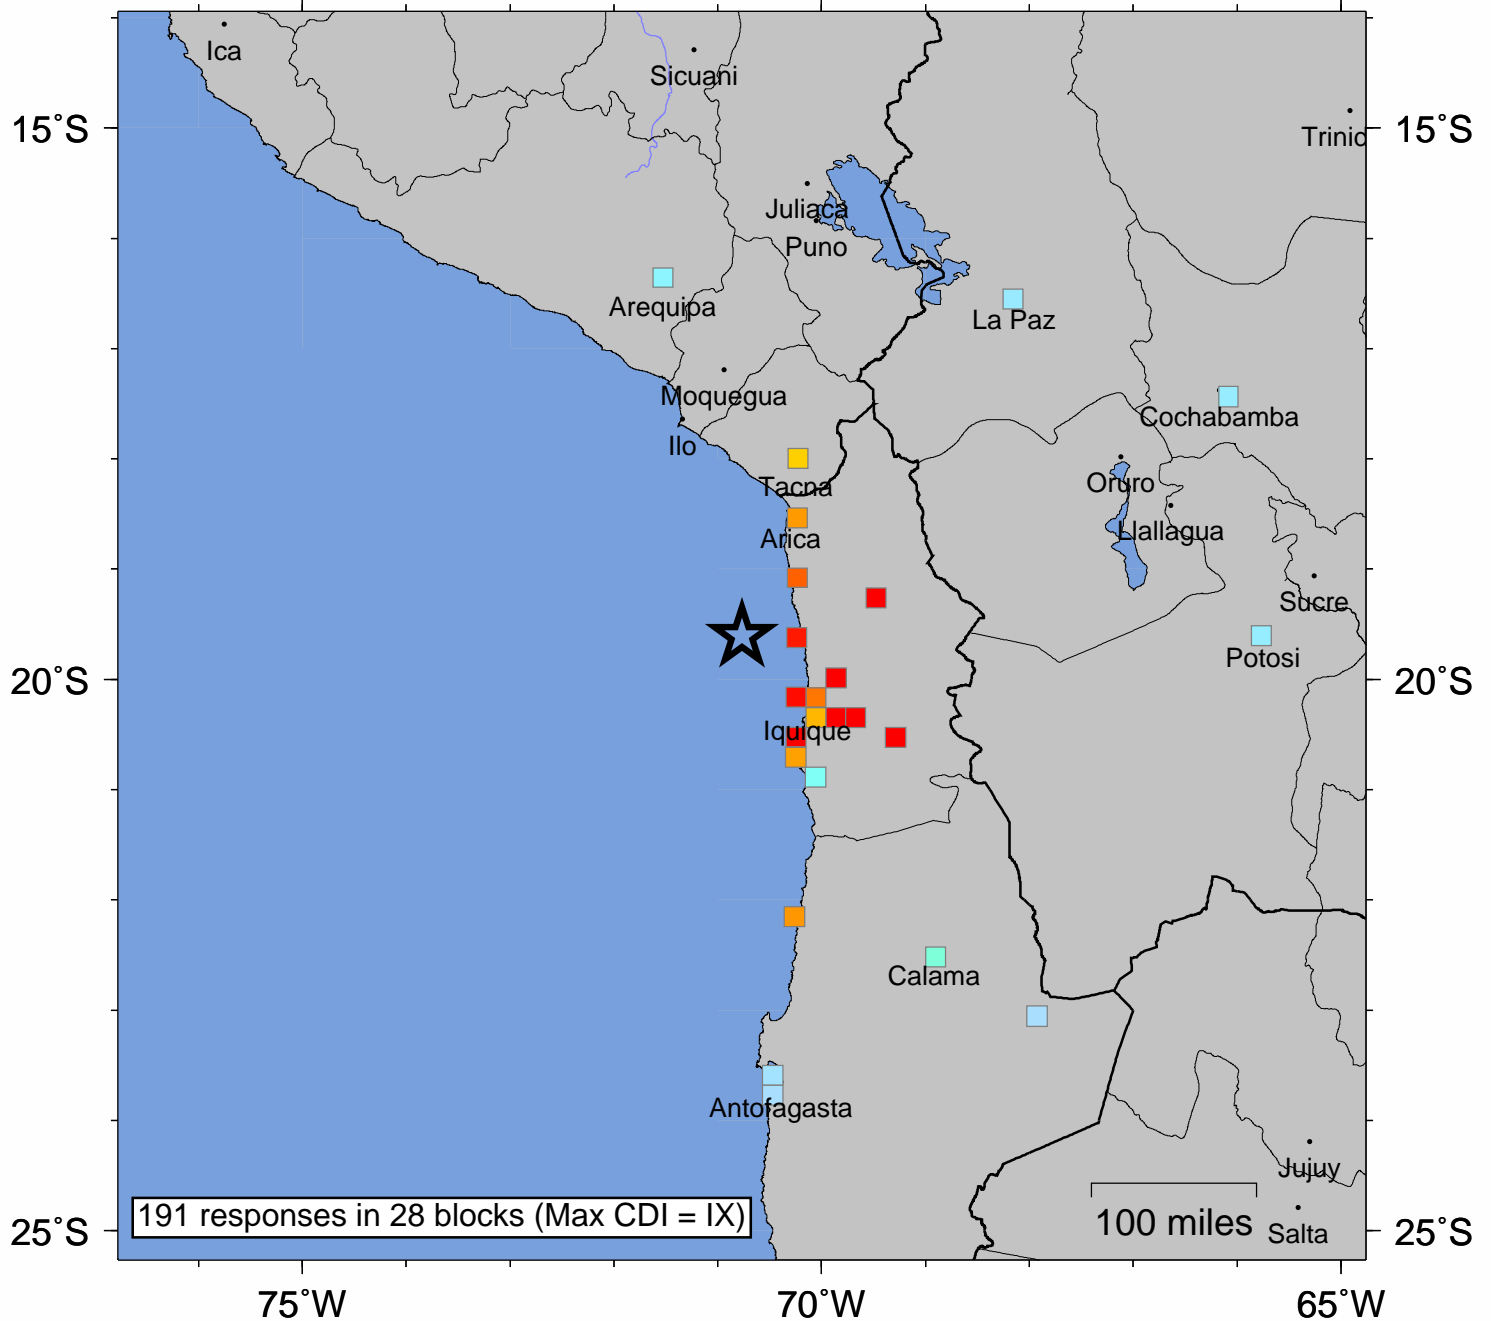 Ica
Sicuani
15°S
15°S
Trinid
Juliaca
Puno
Arequipa
La Paz
Moquegua
Cochabamba
Ilo
Tacna
Oruro
Llallagua
Arica
Sucre
Potosi
20°S
20°S
Iquique
Calama
Antofagasta
Jujuy
191 responses in 28 blocks (Max CDI = IX)
100 miles
Salta
25°S
25°S
75°W
70°W
65°W